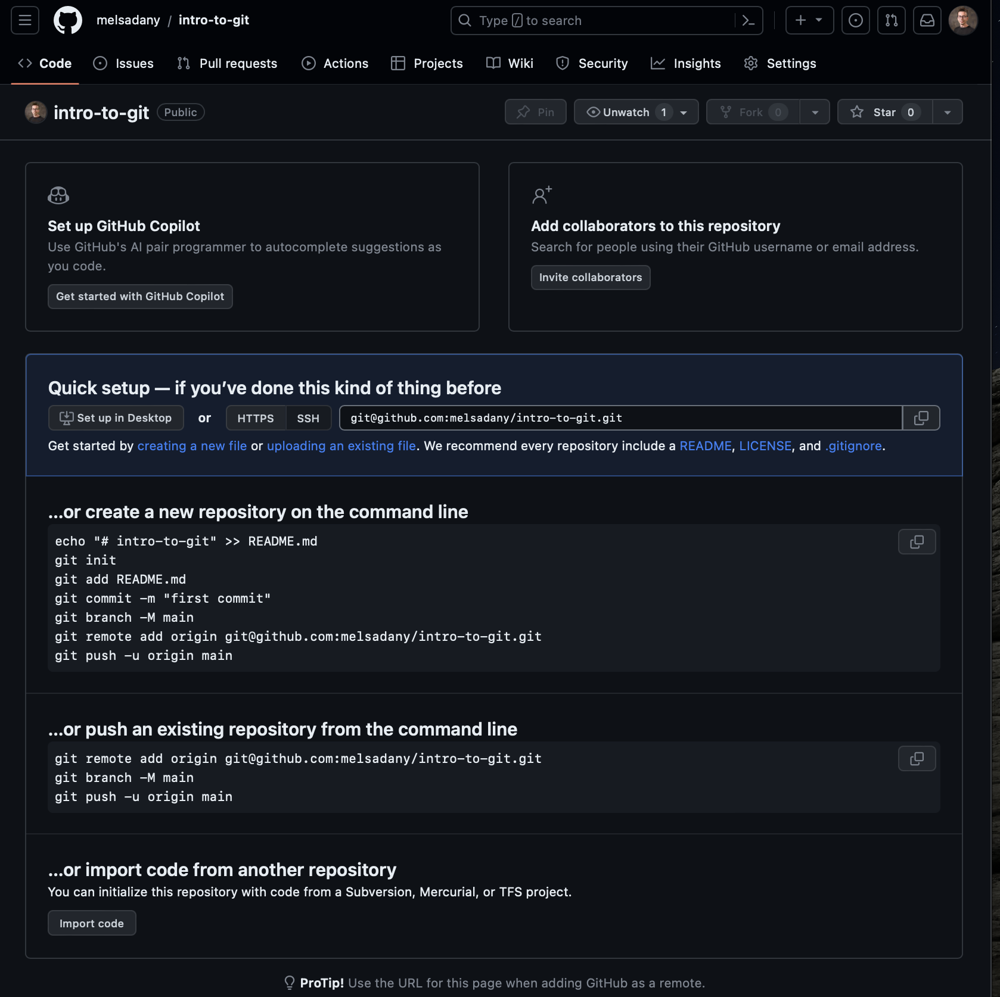 melsadany / intro-to-git
Type / to search
Code Issues Pull requests Actions Projects Wiki Security Insights Settings
intro-to-git Public
Pin Unwatch 1 Fork 0 Star 0
Set up GitHub Copilot
Use GitHub's AI pair programmer to autocomplete suggestions as
you code.
Get started with GitHub Copilot
Add collaborators to this repository
Search for people using their GitHub username or email address.
Invite collaborators
Quick setup — if you’ve done this kind of thing before
Set up in Desktop or HTTPS SSH git@github.com:melsadany/intro-to-git.git
Get started by creating a new file or uploading an existing file. We recommend every repository include a README, LICENSE, and .gitignore.
...or create a new repository on the command line
echo "# intro-to-git" >> README.md
git init
git add README.md
git commit -m "first commit"
git branch -M main
git remote add origin git@github.com:melsadany/intro-to-git.git
git push -u origin main
...or push an existing repository from the command line
git remote add origin git@github.com:melsadany/intro-to-git.git
git branch -M main
git push -u origin main
...or import code from another repository
You can initialize this repository with code from a Subversion, Mercurial, or TFS project.
Import code
ProTip! Use the URL for this page when adding GitHub as a remote.